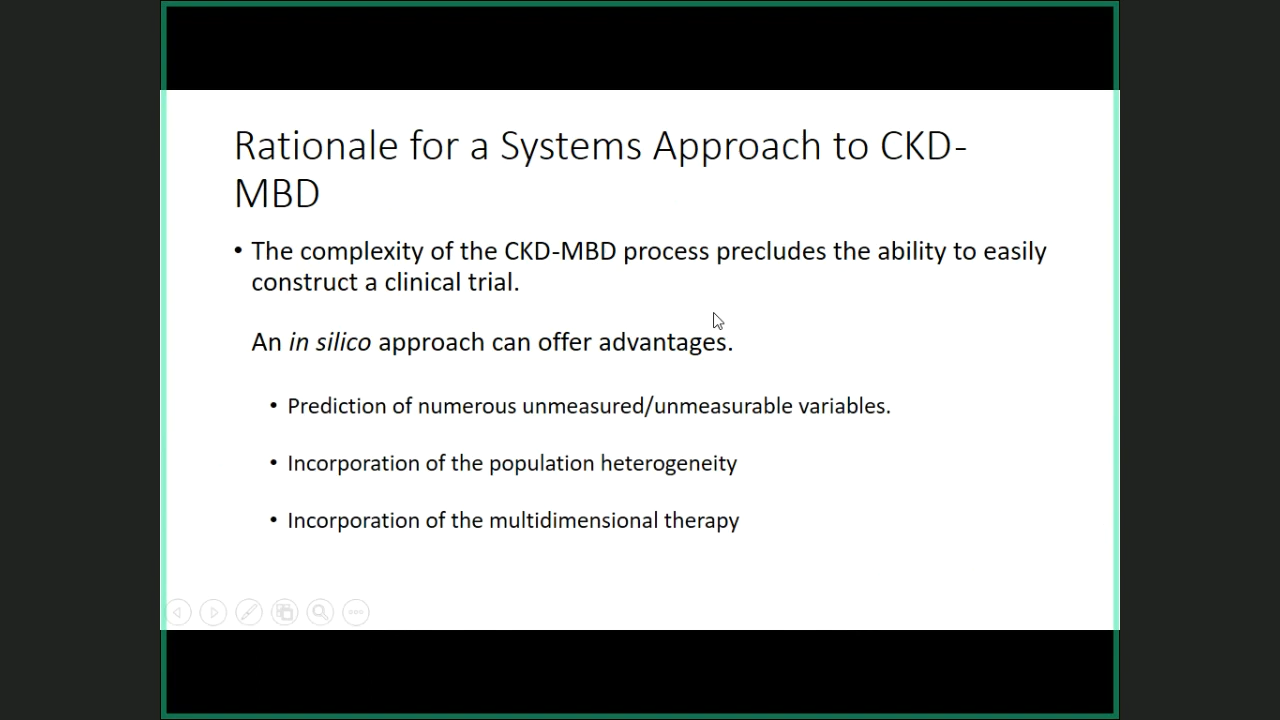 Rationale for a Systems Approach to CKD-
MBD
• The complexity of the CKD-MBD process precludes the ability to easily
construct a clinical trial.
An in silico approach can offer advantages.
• Prediction of numerous unmeasured/unmeasurable variables.
• Incorporation of the population heterogeneity
• Incorporation of the multidimensional therapy